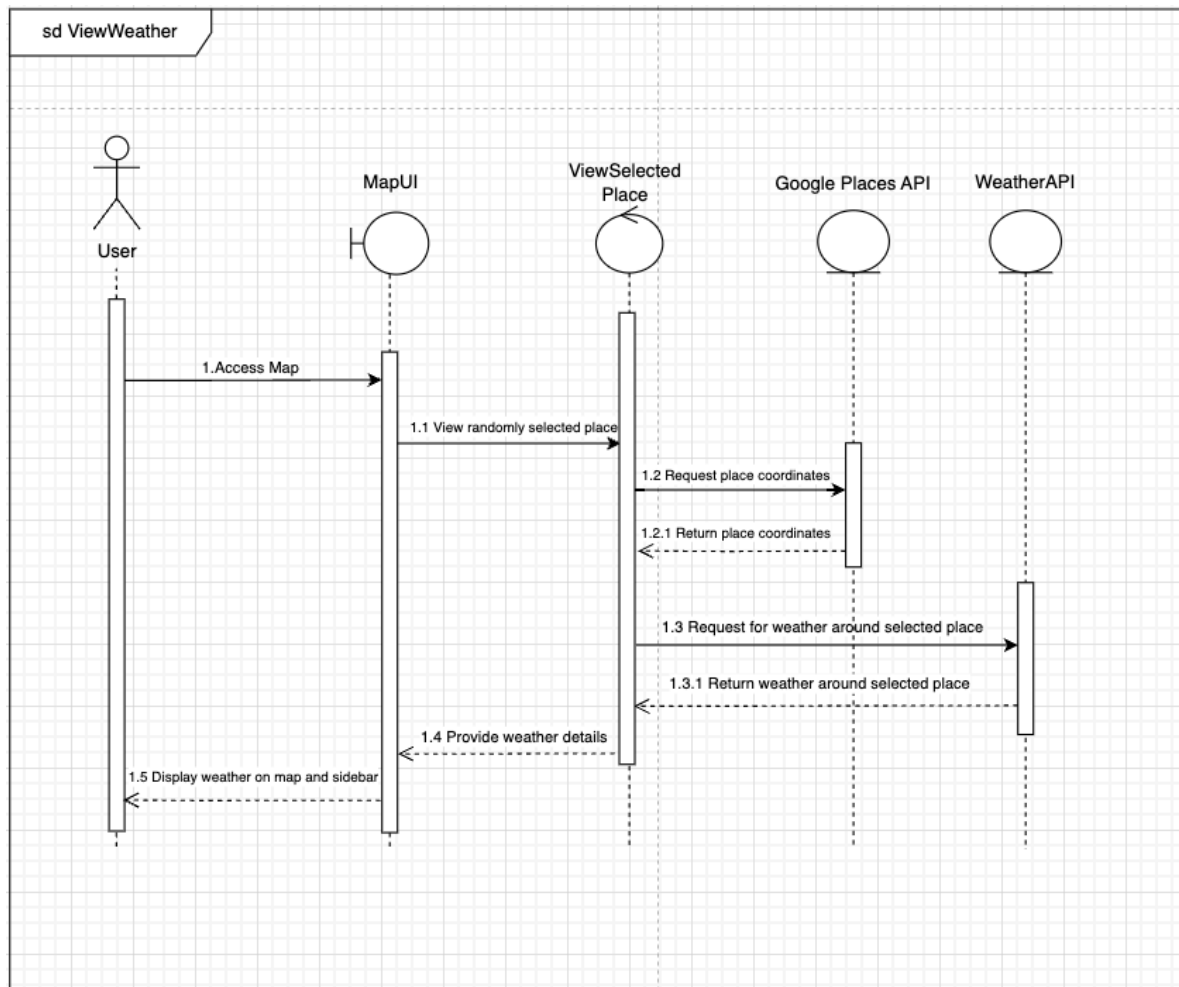 sd ViewWeather
User
MapUI
ViewSelected
Place
Google Places API
WeatherAPI
1.Access Map
1.1 View randomly selected place
1.2 Request place coordinates
1.2.1 Return place coordinates
1.3 Request for weather around selected place
1.3.1 Return weather around selected place
1.4 Provide weather details
1.5 Display weather on map and sidebar